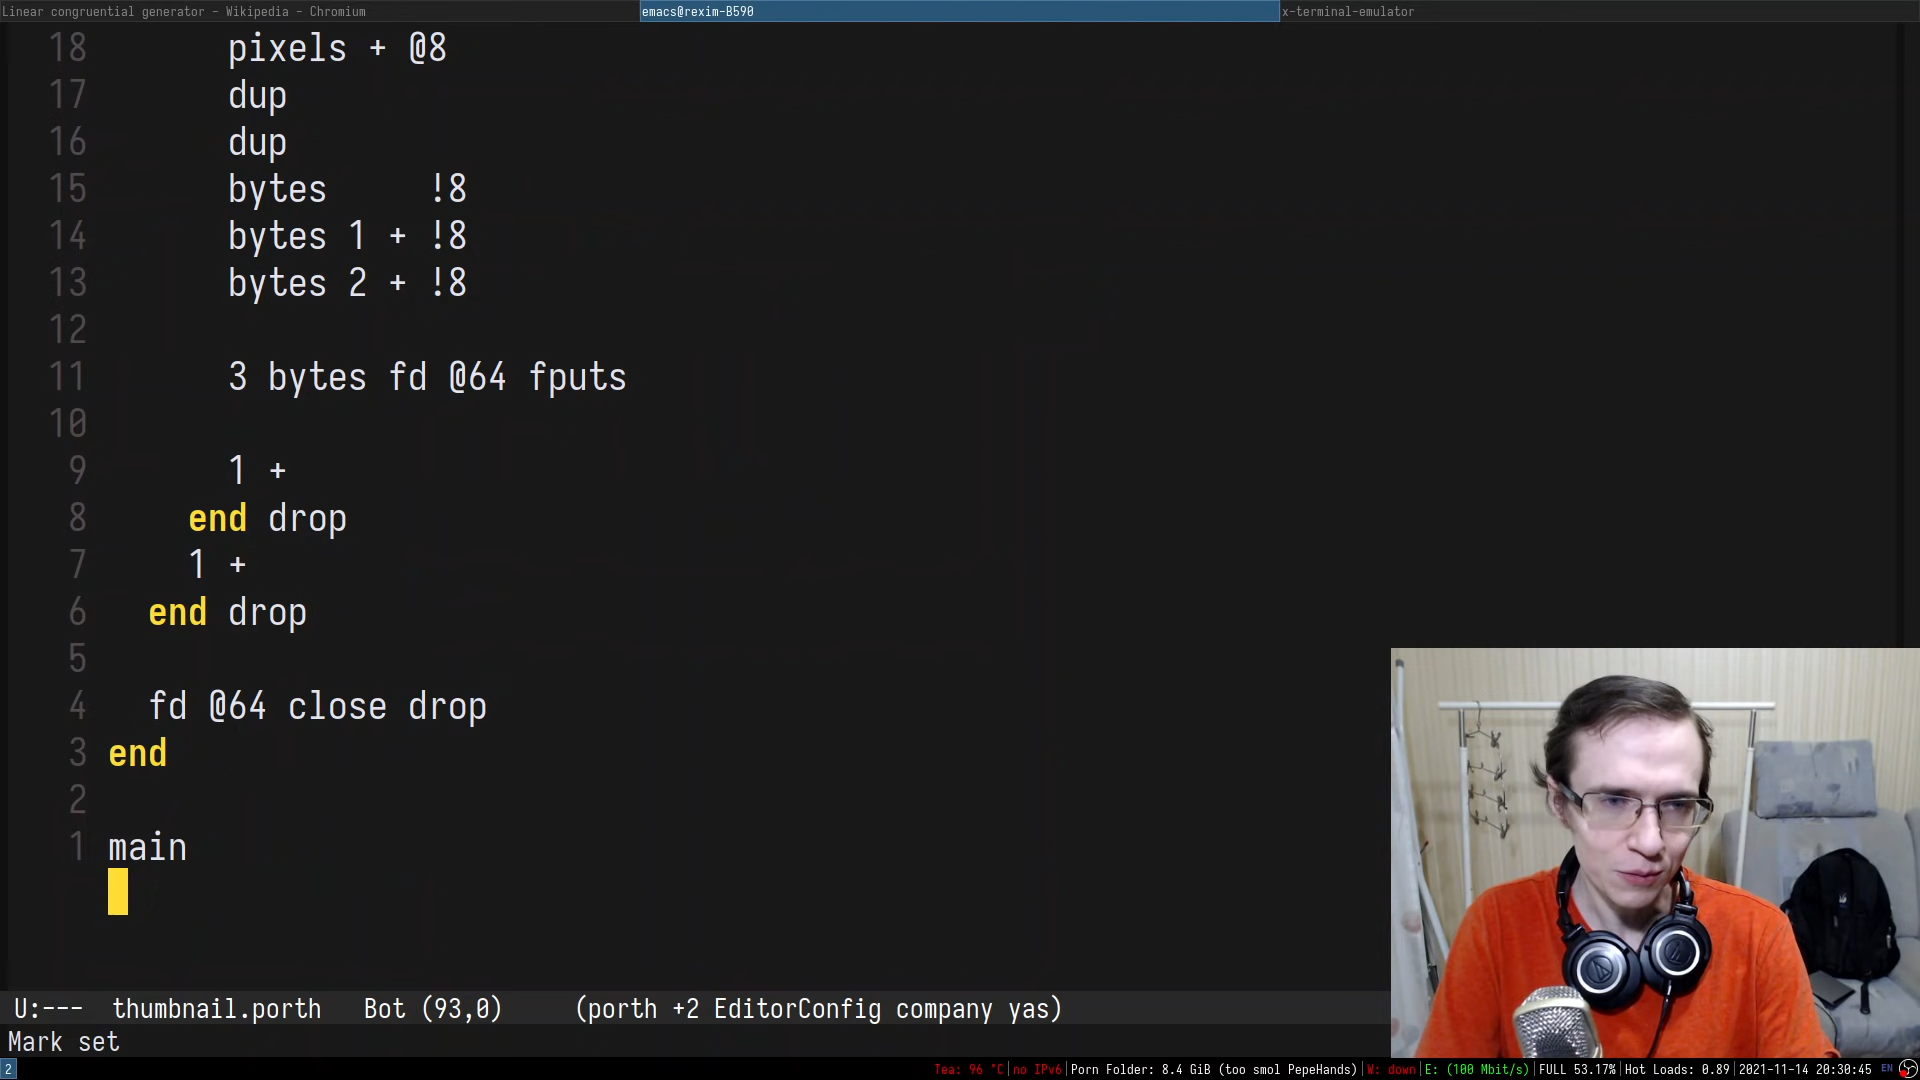 Linear congruential generator - Wikipedia - Chromium emacs@rexim-B590 x-terminal-emulator
18 pixels + @8
17 dup
16 dup
15 bytes !8
14 bytes 1 + !8
13 bytes 2 + !8
12
11 3 bytes fd @64 fputs
10
9 1 +
8 end drop
7 1 +
6 end drop
5
4 fd @64 close drop
3 end
2
1 main
U:--- thumbnail.porth Bot (93,0) (porth +2 EditorConfig company yas)
Mark set
2 Tea: 96 °C|no IPv6|Porn Folder: 8.4 GiB (too smol PepeHands)|W: down|E: (100 Mbit/s)|FULL 53.17%|Hot Loads: 0.89|2021-11-14 20:30:45 EN